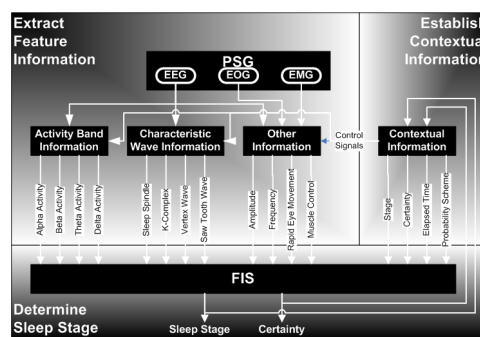 Extract
Feature
Information
Establis
Contextua
Information
PSG
EEG
EOG
EMG
Activity Band
Information
Characteristic
Wave Information
Other
Information
Control
Signals
Contextual
Information
Alpha Activity
Beta Activity
Theta Activity
Delta Activity
Sleep Spindle
K-Complex
Vertex Wave
Saw Tooth Wave
Amplitude
Frequency
Rapid Eye Movement
Muscle Control
Stage
Certainty
Elapsed Time
Probability Scheme
FIS
Determine
Sleep Stage
Sleep Stage
Certainty